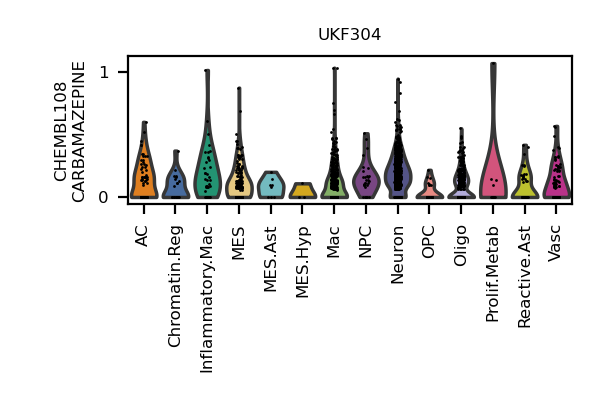 UKF304
CHEMBL108
CARBAMAZEPINE
1
0
AC
Chromatin.Reg
Inflammatory.Mac
MES
MES.Ast
MES.Hyp
Mac
NPC
Neuron
OPC
Oligo
Prolif.Metab
Reactive.Ast
Vasc